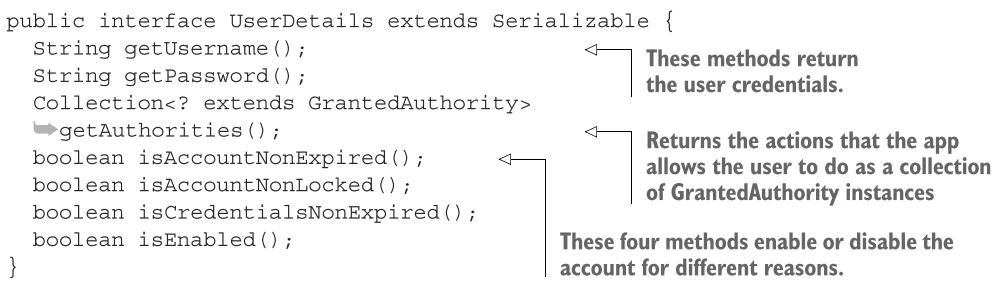 public interface UserDetails extends Serializable {
String getUsername();
String getPassword();
Collection<? extends GrantedAuthority>
➥getAuthorities();
boolean isAccountNonExpired();
boolean isAccountNonLocked();
boolean isCredentialsNonExpired();
boolean isEnabled();
}
These methods return
the user credentials.
Returns the actions that the app
allows the user to do as a collection
of GrantedAuthority instances
These four methods enable or disable the
account for different reasons.